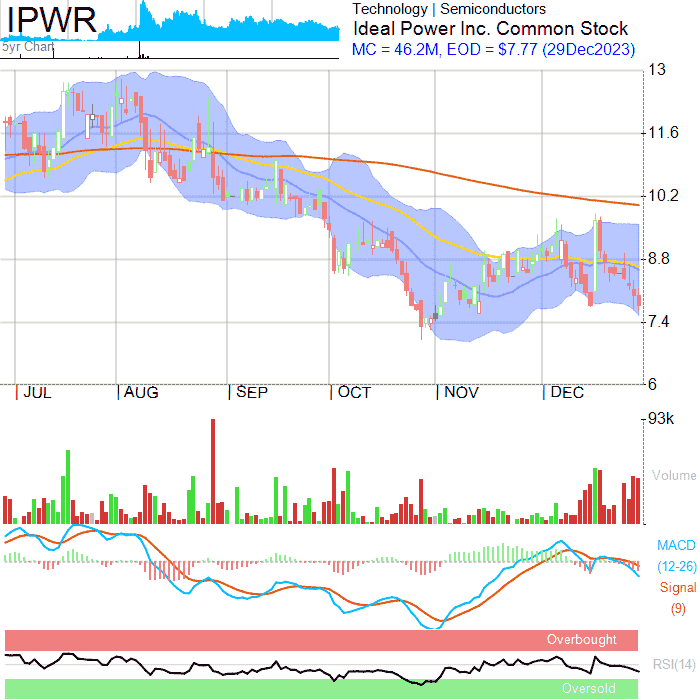 IPWR
5yr Chart
Technology | Semiconductors
Ideal Power Inc. Common Stock
MC = 46.2M, EOD = $7.77 (29Dec2023)
13
11.6
10.2
8.8
7.4
6
JUL AUG SEP OCT NOV DEC
93k
Volume
MACD
(12-26)
Signal
(9)
Overbought
RSI(14)
Oversold